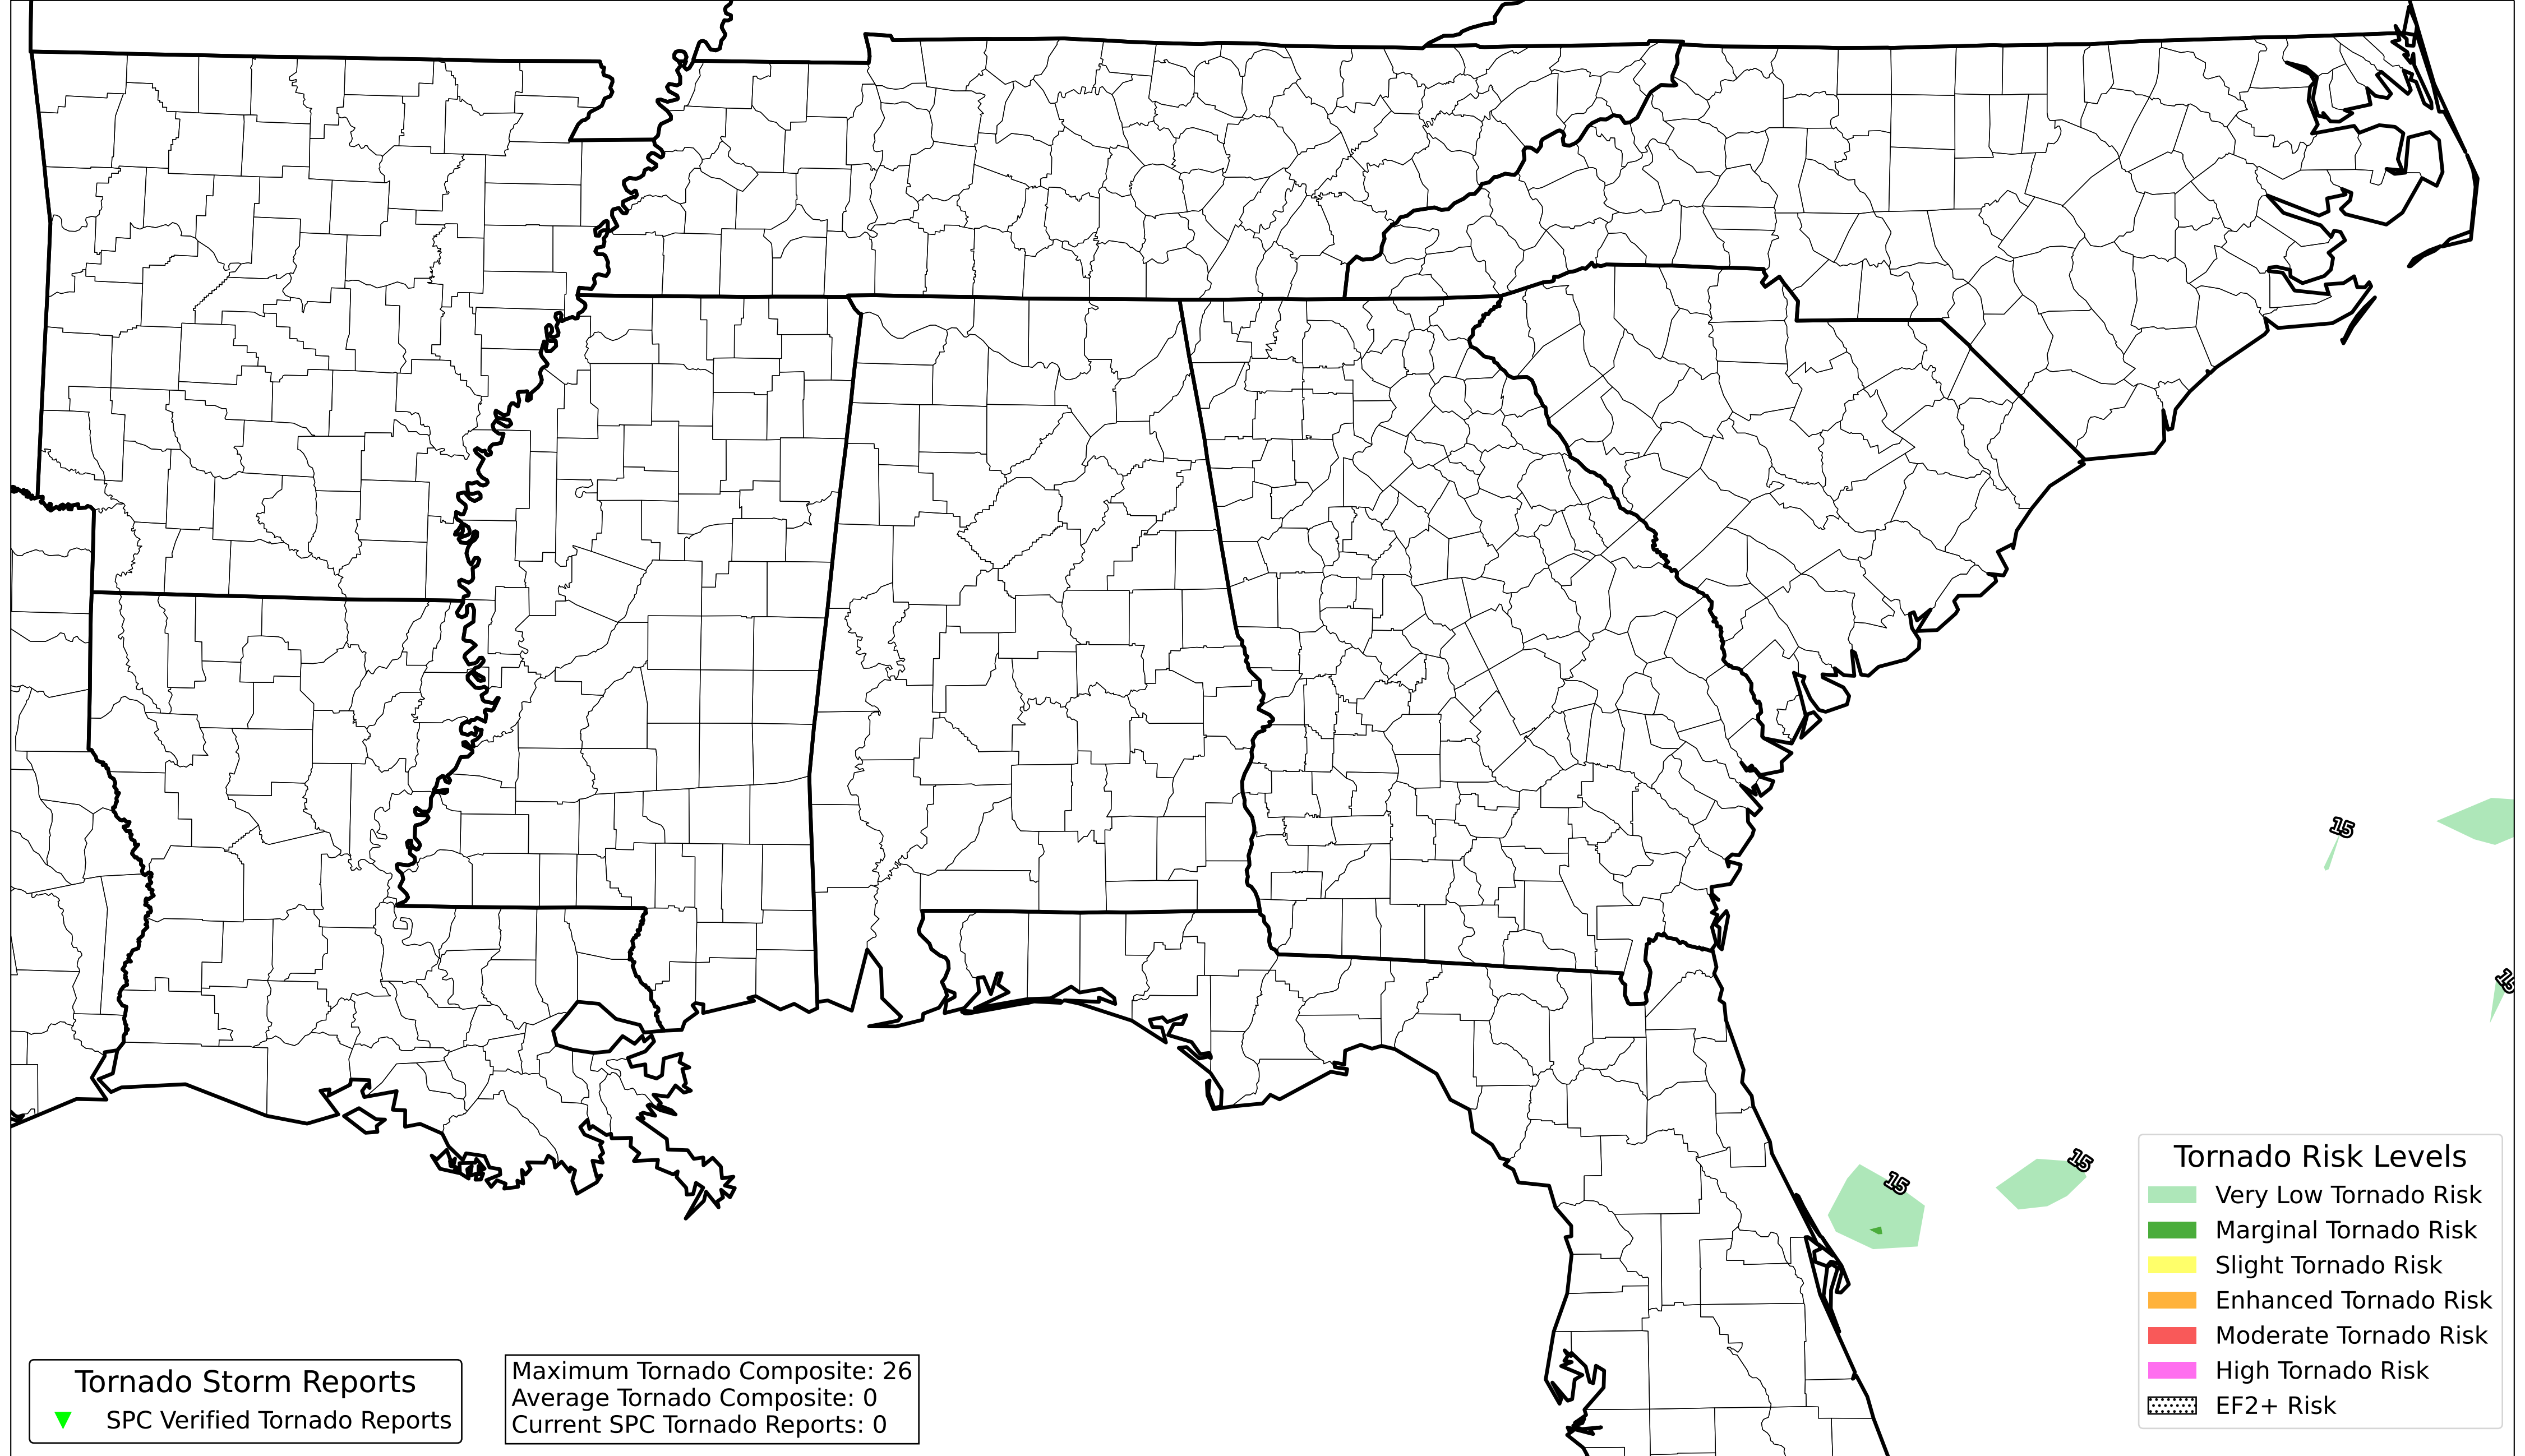 15
15
15
15
Tornado Risk Levels
Very Low Tornado Risk
Marginal Tornado Risk
Slight Tornado Risk
Enhanced Tornado Risk
Moderate Tornado Risk
High Tornado Risk
EF2+ Risk
Tornado Storm Reports
SPC Verified Tornado Reports
Maximum Tornado Composite: 26
Average Tornado Composite: 0
Current SPC Tornado Reports: 0